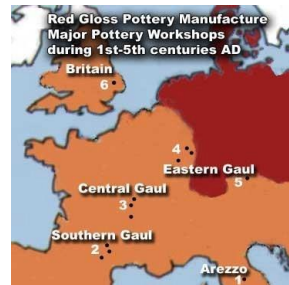 Red Gloss Pottery Manufacture
Major Pottery Workshops
during 1st-5th centuries AD
Britain
6
4
Eastern Gaul
5
Central Gaul
3
Southern Gaul
2
Arezzo
1